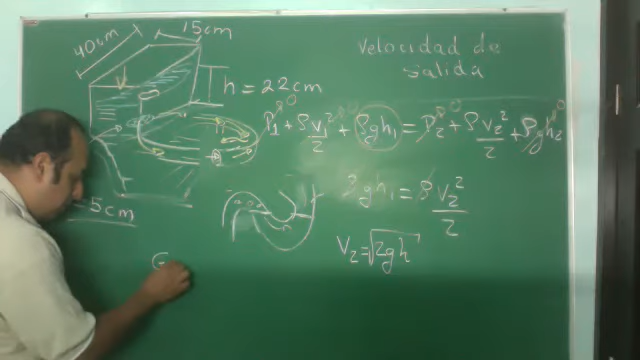 15cm
40cm
Velocidad de
salida
h = 22cm
P₁ + ρv₁²/2 + ρgh₁ = P₂ + ρv₂²/2 + ρgh₂
ρgh₁ = ρv₂²/2
5cm
V₂=√2gh
G